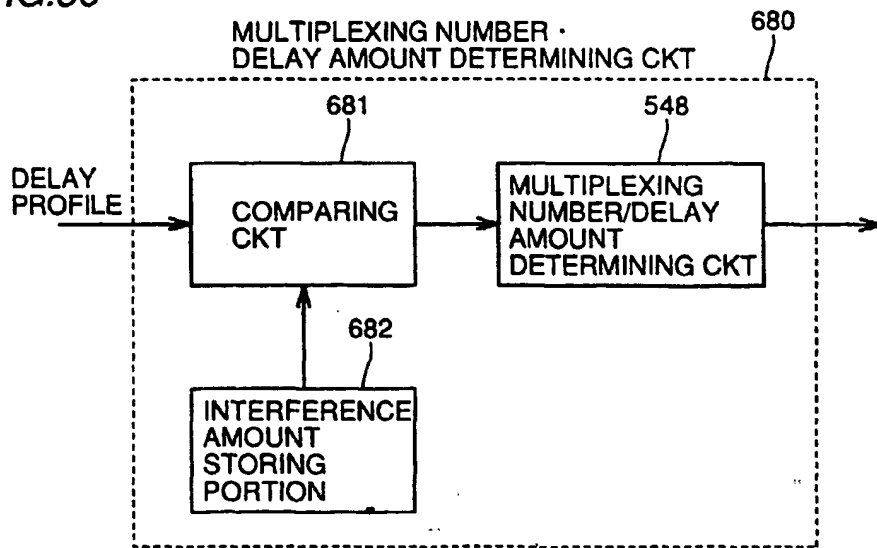 MULTIPLEXING NUMBER·
DELAY AMOUNT DETERMINING CKT
680
681
548
DELAY
PROFILE
COMPARING
CKT
MULTIPLEXING
NUMBER/DELAY
AMOUNT
DETERMINING CKT
682
INTERFERENCE
AMOUNT
STORING
PORTION